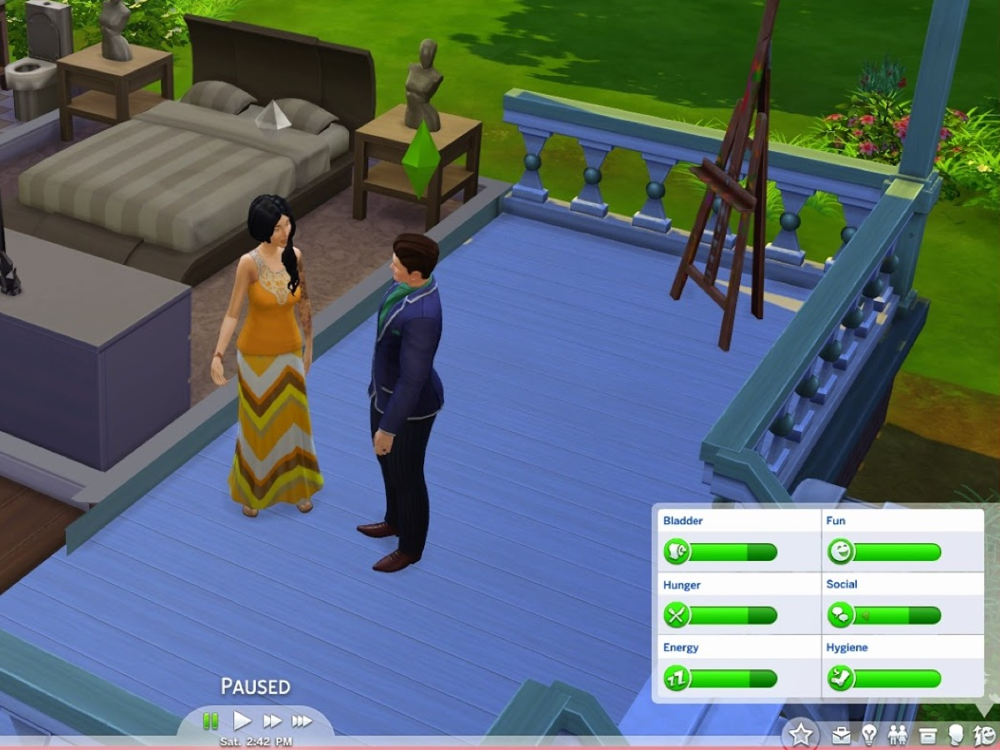 Bladder
Fun
Hunger
Social
Energy
Hygiene
PAUSED
Sat. 2:42 PM